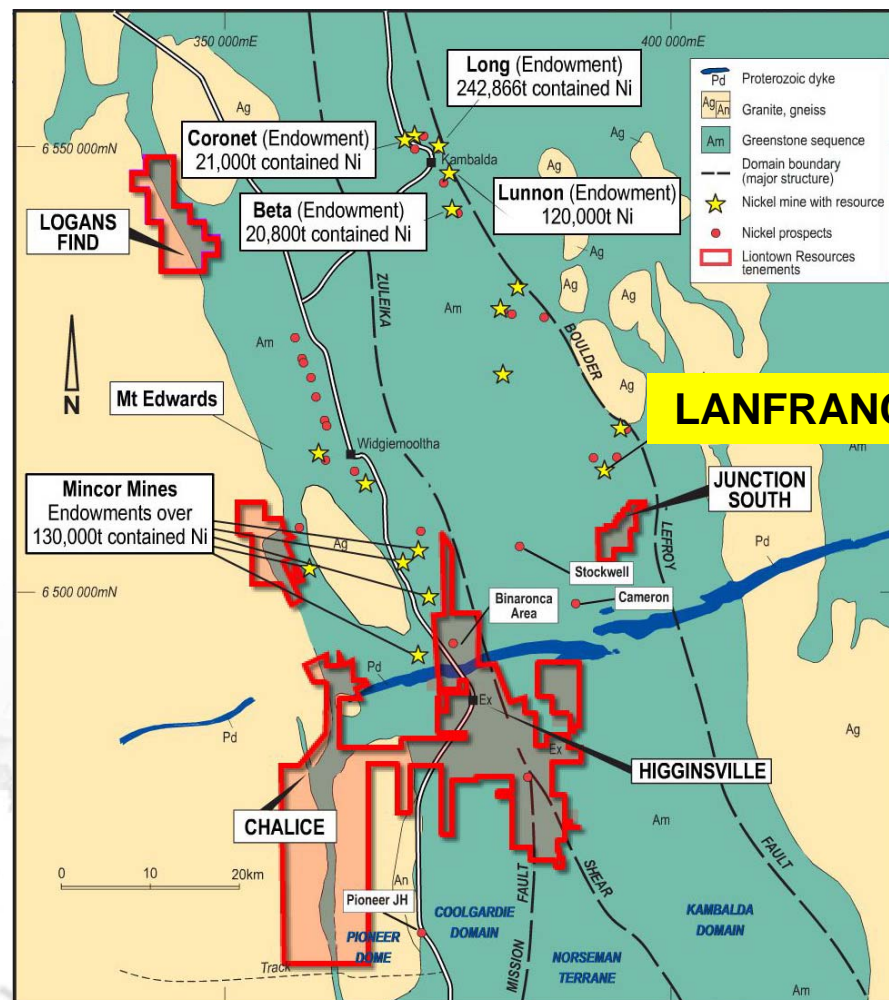 350 000mE
400 000mE
6 550 000mN
6 500 000mN
Long (Endowment)
242,866t contained Ni
Coronet (Endowment)
21,000t contained Ni
Kambalda
Beta (Endowment)
20,800t contained Ni
Lunnon (Endowment)
120,000t Ni
LOGANS
FIND
Ag
Ag
Ag
Ag
Ag
Ag
Am
Am
Am
ZULEIKA
BOULDER
N
Mt Edwards
Widgiemooltha
LANFRANC
Mincor Mines
Endowments over
130,000t contained Ni
Ag
JUNCTION
SOUTH
LEFROY
Pd
Stockwell
Cameron
Binaronca
Area
Pd
Pd
Ex
Ex
Ag
HIGGINSVILLE
CHALICE
Am
0 10 20km
An
Pioneer JH
PIONEER
DOME
COOLGARDIE
DOMAIN
MISSION
FAULT
SHEAR
NORSEMAN
TERRANE
KAMBALDA
DOMAIN
FAULT
Track
Am
Pd Proterozoic dyke
Ag An Granite, gneiss
Am Greenstone sequence
Domain boundary
(major structure)
Nickel mine with resource
Nickel prospects
Liontown Resources
tenements